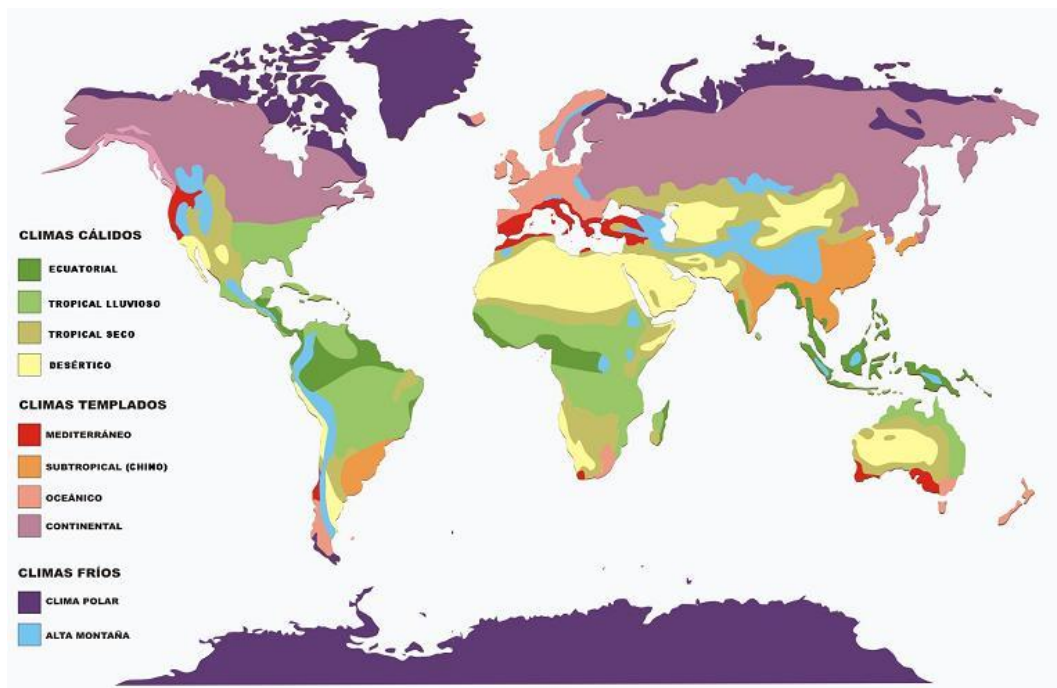 CLIMAS CÁLIDOS
ECUATORIAL
TROPICAL LLUVIOSO
TROPICAL SECO
DESÉRTICO
CLIMAS TEMPLADOS
MEDITERRÁNEO
SUBTROPICAL (CHINO)
OCEÁNICO
CONTINENTAL
CLIMAS FRÍOS
CLIMA POLAR
ALTA MONTAÑA